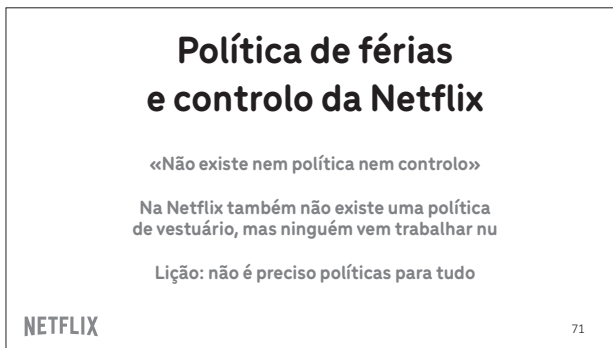 Política de férias
e controlo da Netflix
«Não existe nem política nem controlo»
Na Netflix também não existe uma política
de vestuário, mas ninguém vem trabalhar nu
Lição: não é preciso políticas para tudo
NETFLIX
71